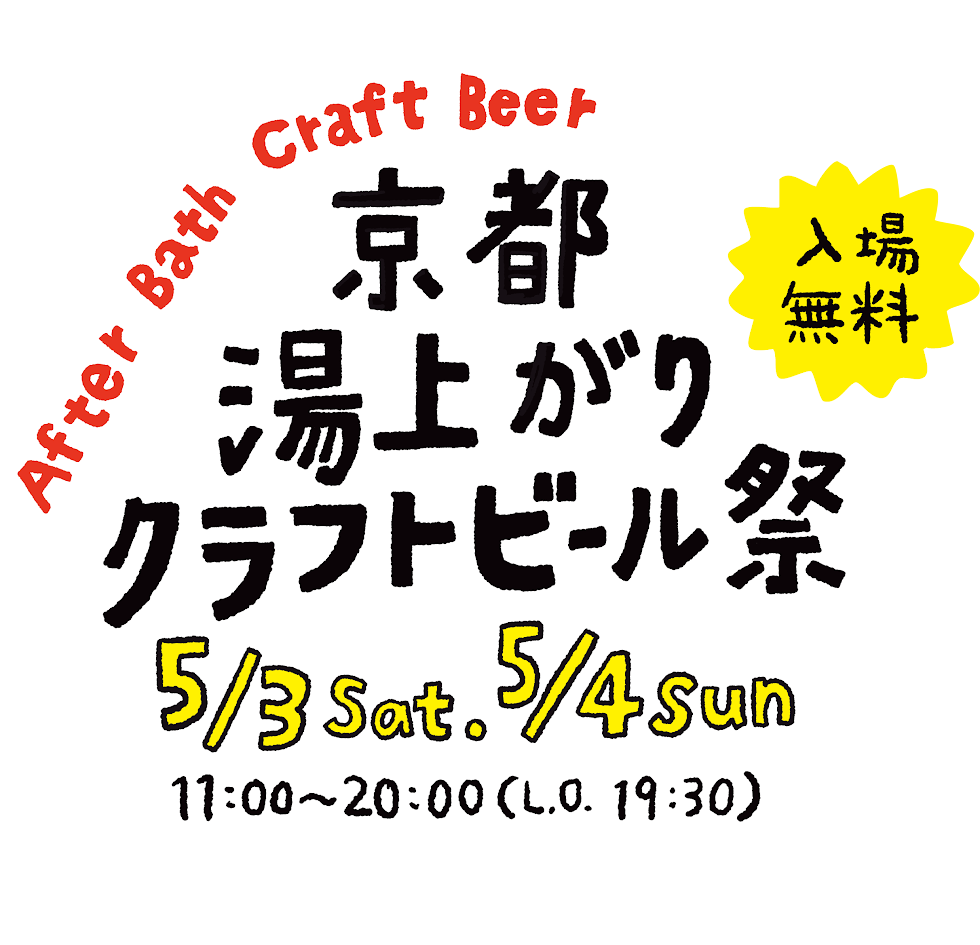 After Bath Craft Beer
京都
湯上がり
クラフトビール祭
入場
無料
5/3 Sat. 5/4 sun
11:00〜20:00 (L.O. 19:30)